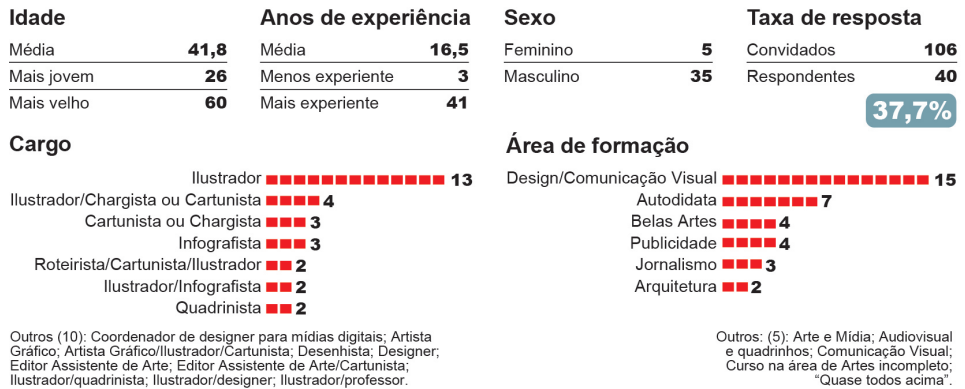 Idade
Média 41,8
Mais jovem 26
Mais velho 60
Anos de experiência
Média 16,5
Menos experiente 3
Mais experiente 41
Sexo
Feminino 5
Masculino 35
Taxa de resposta
Convidados 106
Respondentes 40
37,7%
Cargo
Ilustrador 13
Ilustrador/Chargista ou Cartunista 4
Cartunista ou Chargista 3
Infografista 3
Roteirista/Cartunista/Ilustrador 2
Ilustrador/Infografista 2
Quadrinista 2
Outros (10): Coordenador de designer para mídias digitais; Artista
Gráfico; Artista Gráfico/Ilustrador/Cartunista; Desenhista; Designer;
Editor Assistente de Arte; Editor Assistente de Arte/Cartunista;
Ilustrador/quadrinista; Ilustrador/designer; Ilustrador/professor.
Área de formação
Design/Comunicação Visual 15
Autodidata 7
Belas Artes 4
Publicidade 4
Jornalismo 3
Arquitetura 2
Outros: (5): Arte e Mídia; Audiovisual
e quadrinhos; Comunicação Visual;
Curso na área de Artes incompleto;
“Quase todos acima”.